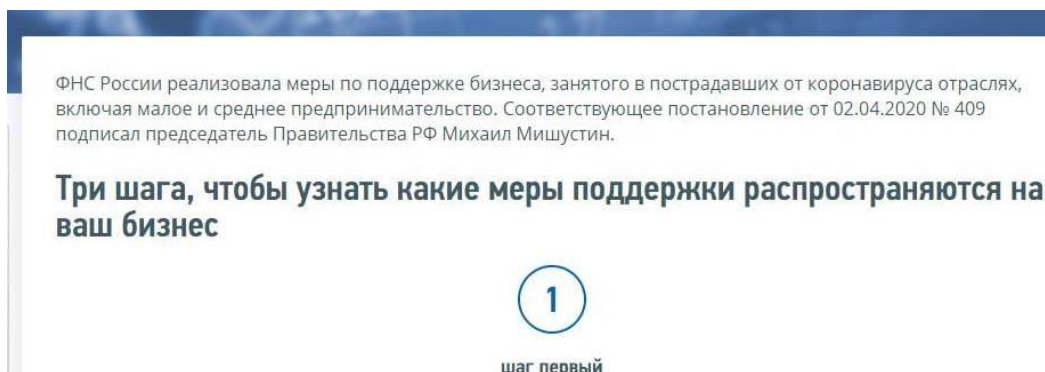 ФНС России реализовала меры по поддержке бизнеса, занятого в пострадавших от коронавируса отраслях,
включая малое и среднее предпринимательство. Соответствующее постановление от 02.04.2020 № 409
подписал председатель Правительства РФ Михаил Мишустин.
Три шага, чтобы узнать какие меры поддержки распространяются на
ваш бизнес
1
шаг первый